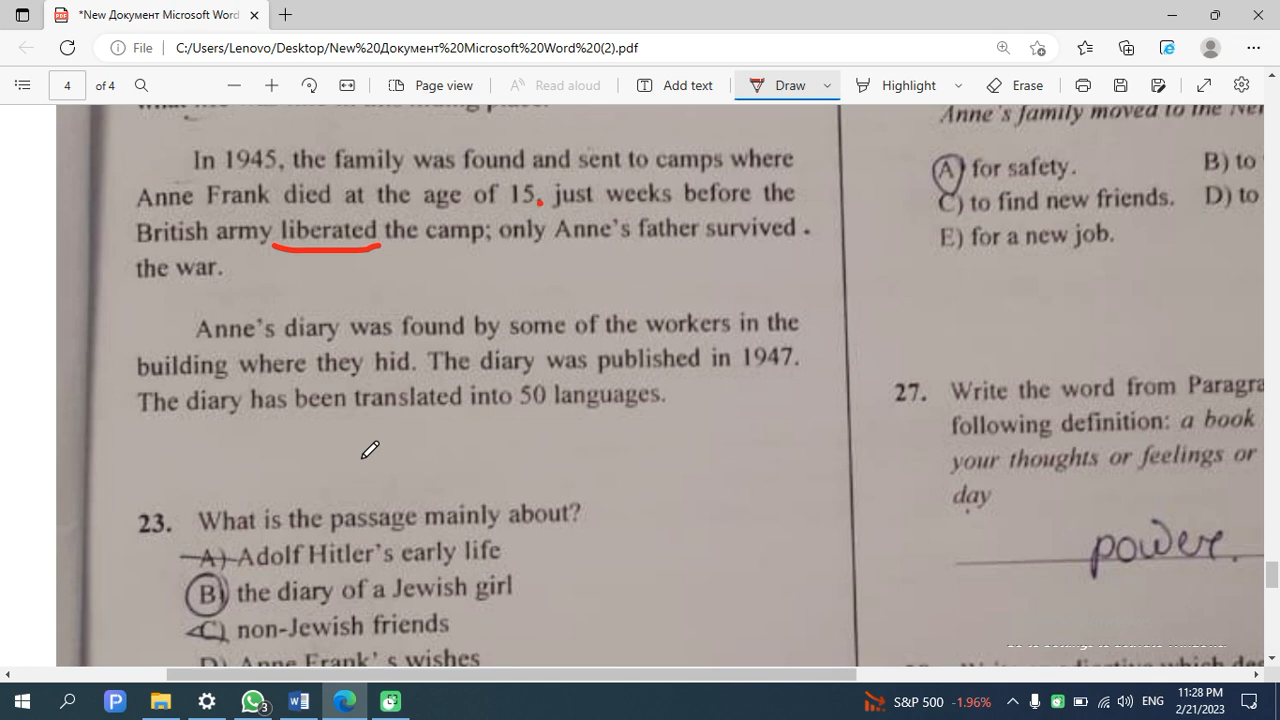 *New Документ Microsoft Word
File
C:/Users/Lenovo/Desktop/New%20Документ%20Microsoft%20Word%20(2).pdf
4 of 4
Page view
Read aloud
Add text
Draw
Highlight
Erase
In 1945, the family was found and sent to camps where
Anne Frank died at the age of 15, just weeks before the
British army liberated the camp; only Anne's father survived
the war.
Anne's diary was found by some of the workers in the
building where they hid. The diary was published in 1947.
The diary has been translated into 50 languages.
23. What is the passage mainly about?
A) Adolf Hitler's early life
B) the diary of a Jewish girl
C) non-Jewish friends
D) Anne Frank' s wishes
Anne's family moved to the
A) for safety. B) to
C) to find new friends. D) to
E) for a new job.
27. Write the word from
following definition: a book
your thoughts or feelings or
day
power.
3
S&P 500 -1.96%
ENG
11:28 PM
2/21/2023